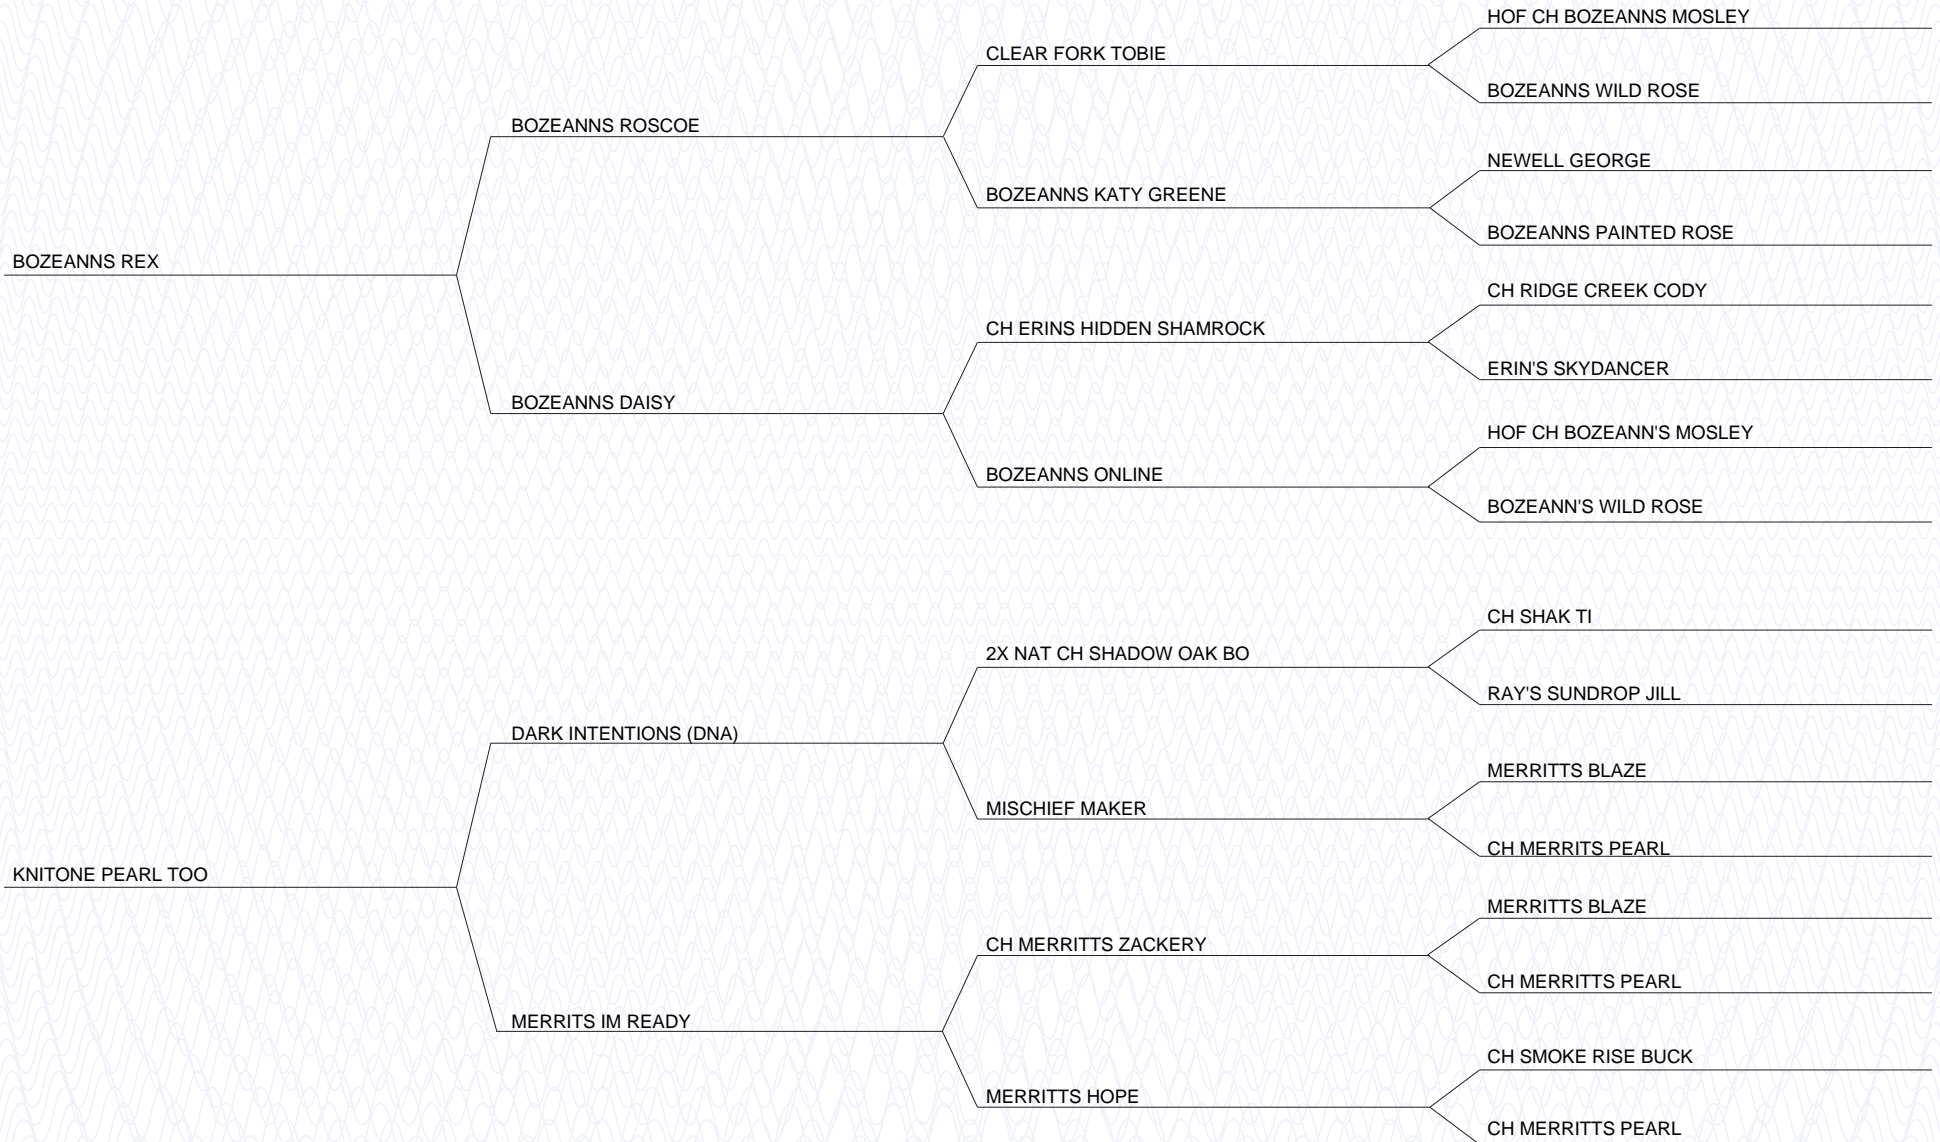 HOF CH BOZEANNS MOSLEY
CLEAR FORK TOBIE
BOZEANNS WILD ROSE
BOZEANNS ROSCOE
NEWELL GEORGE
BOZEANNS KATY GREENE
BOZEANNS PAINTED ROSE
BOZEANNS REX
CH RIDGE CREEK CODY
CH ERINS HIDDEN SHAMROCK
ERIN'S SKYDANCER
BOZEANNS DAISY
HOF CH BOZEANN'S MOSLEY
BOZEANNS ONLINE
BOZEANN'S WILD ROSE
CH SHAK TI
2X NAT CH SHADOW OAK BO
RAY'S SUNDROP JILL
DARK INTENTIONS (DNA)
MERRITTS BLAZE
MISCHIEF MAKER
CH MERRITS PEARL
KNITONE PEARL TOO
MERRITTS BLAZE
CH MERRITTS ZACKERY
CH MERRITTS PEARL
MERRITS IM READY
CH SMOKE RISE BUCK
MERRITTS HOPE
CH MERRITTS PEARL